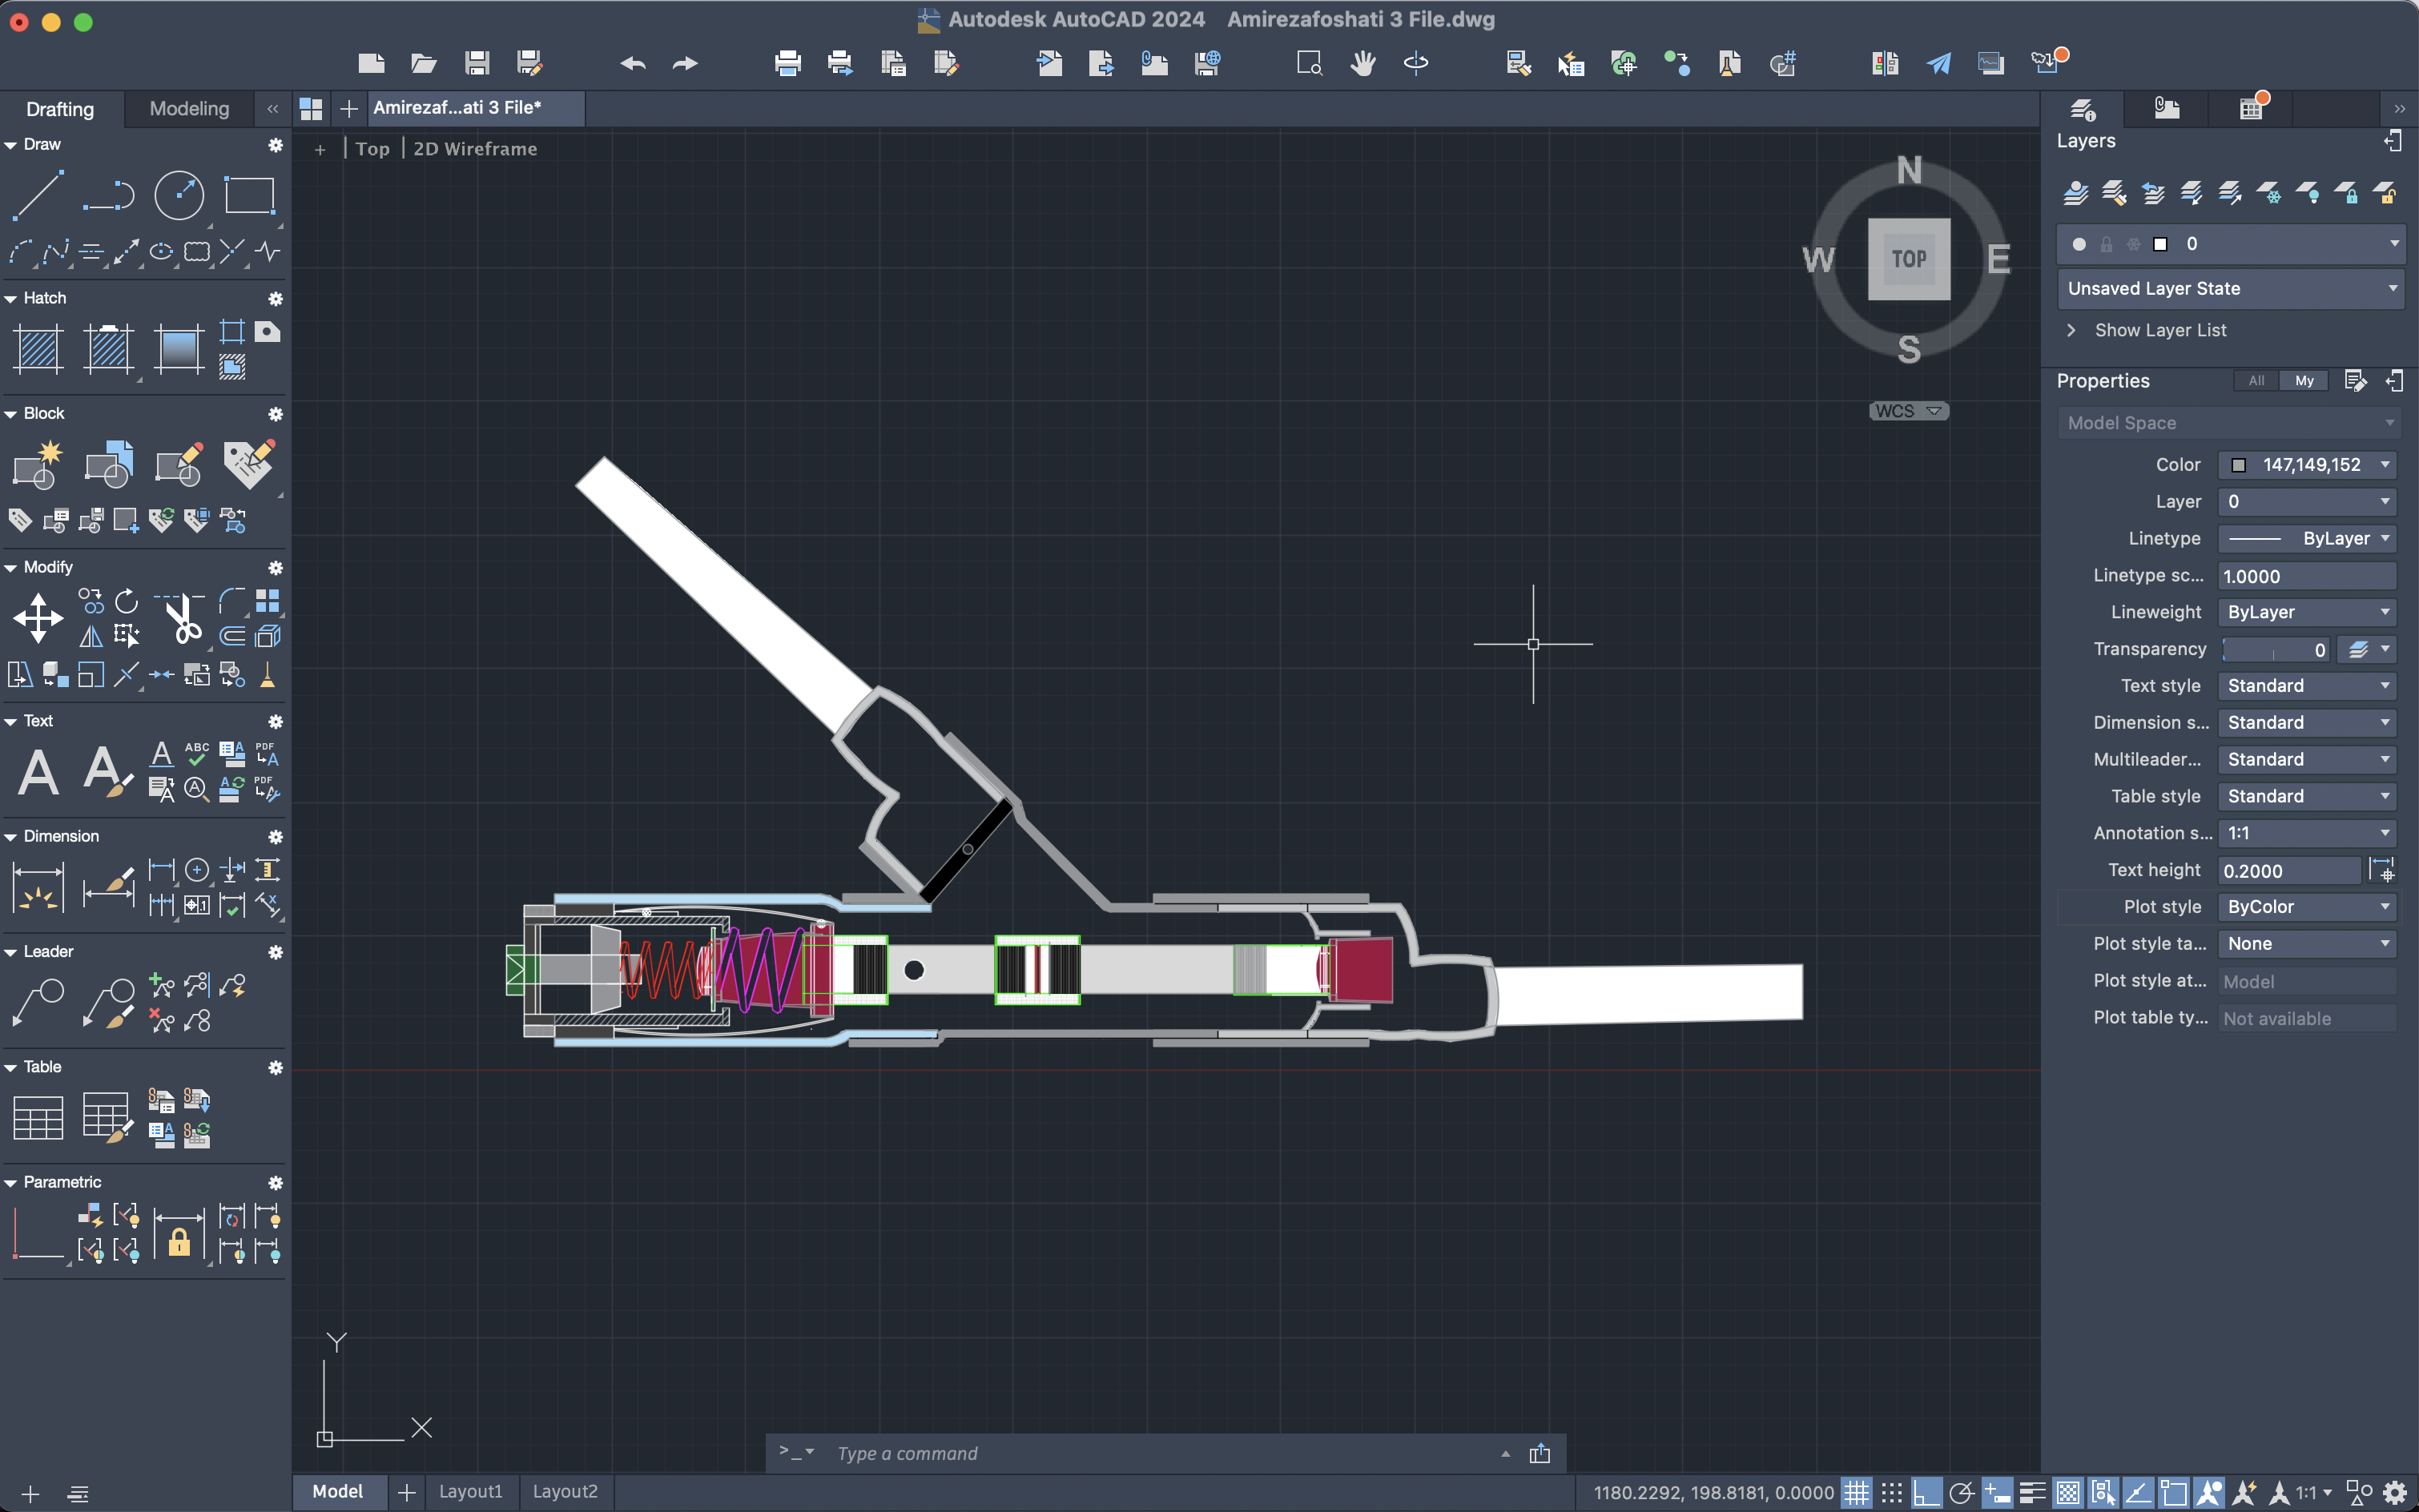 Autodesk AutoCAD 2024 Amirezafoshati 3 File.dwg
Drafting
Modeling
Amirezaf...ati 3 File*
Draw
Hatch
Block
Modify
Text
ABC
PDF
PDF
Dimension
Leader
Table
Parametric
+ | Top | 2D Wireframe
N
W
TOP
E
S
WCS
Y
X
Layers
0
Unsaved Layer State
Show Layer List
Properties
All
My
Model Space
Color 147,149,152
Layer 0
Linetype ByLayer
Linetype sc... 1.0000
Lineweight ByLayer
Transparency 0
Text style Standard
Dimension s... Standard
Multileader... Standard
Table style Standard
Annotation s... 1:1
Text height 0.2000
Plot style ByColor
Plot style ta... None
Plot style at... Model
Plot table ty... Not available
>_ Type a command
Model
Layout1
Layout2
1180.2292, 198.8181, 0.0000
1:1